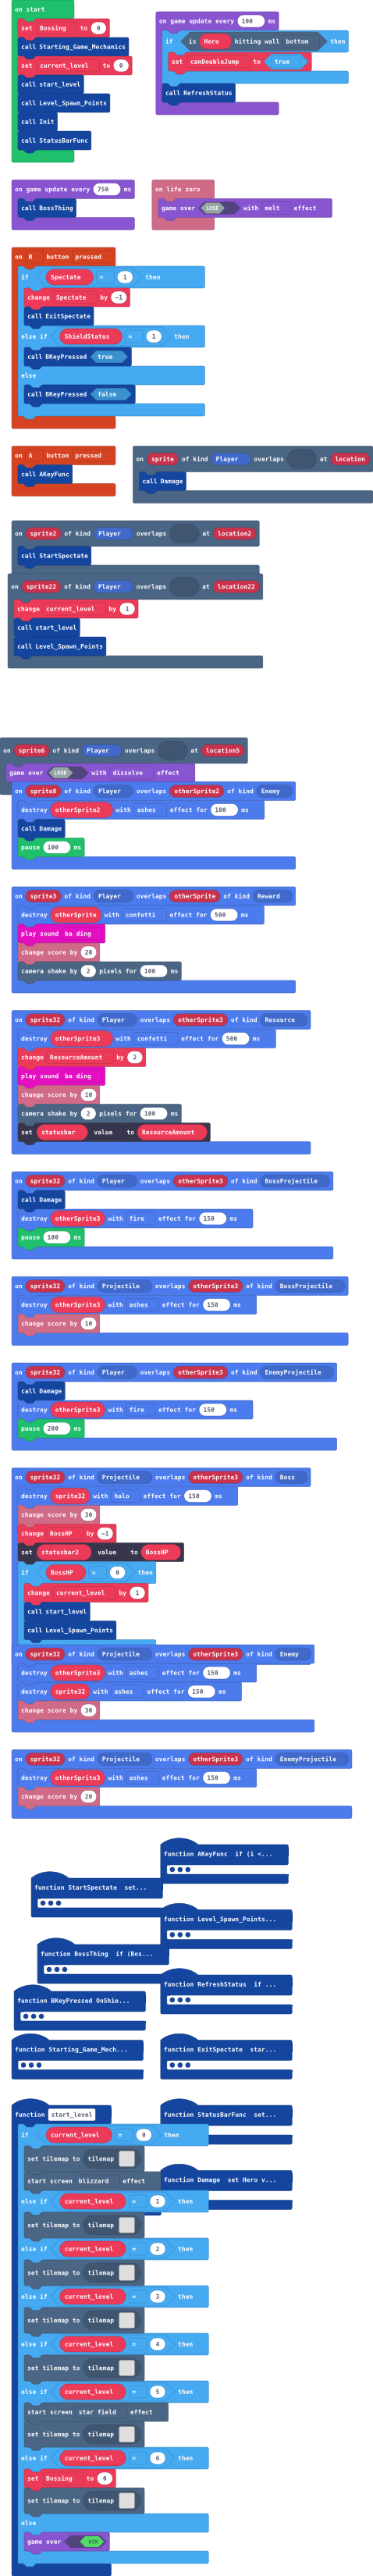 on start
set Bossing to 0
call Starting_Game_Mechanics
set current_level to 0
call start_level
call Level_Spawn_Points
call Init
call StatusBarFunc
on game update every 100 ms
if is Hero hitting wall bottom then
set canDoubleJump to true
call RefreshStatus
on game update every 750 ms
call BossThing
on life zero
game over LOSE with melt effect
on B button pressed
if Spectate = 1 then
change Spectate by -1
call ExitSpectate
else if ShieldStatus = 1 then
call BKeyPressed true
else
call BKeyPressed false
on A button pressed
call AKeyFunc
on sprite of kind Player overlaps at location
call Damage
on sprite2 of kind Player overlaps at location2
call StartSpectate
on sprite22 of kind Player overlaps at location22
change current_level by 1
call start_level
call Level_Spawn_Points
on sprite6 of kind Player overlaps at location5
game over LOSE with dissolve effect
on sprite8 of kind Player overlaps otherSprite2 of kind Enemy
destroy otherSprite2 with ashes effect for 100 ms
call Damage
pause 100 ms
on sprite3 of kind Player overlaps otherSprite of kind Reward
destroy otherSprite with confetti effect for 500 ms
play sound ba ding
change score by 20
camera shake by 2 pixels for 100 ms
on sprite32 of kind Player overlaps otherSprite3 of kind Resource
destroy otherSprite3 with confetti effect for 500 ms
change ResourceAmount by 2
play sound ba ding
change score by 10
camera shake by 2 pixels for 100 ms
set statusbar value to ResourceAmount
on sprite32 of kind Player overlaps otherSprite3 of kind BossProjectile
call Damage
destroy otherSprite3 with fire effect for 150 ms
pause 100 ms
on sprite32 of kind Projectile overlaps otherSprite3 of kind BossProjectile
destroy otherSprite3 with ashes effect for 150 ms
change score by 10
on sprite32 of kind Player overlaps otherSprite3 of kind EnemyProjectile
call Damage
destroy otherSprite3 with fire effect for 150 ms
pause 200 ms
on sprite32 of kind Projectile overlaps otherSprite3 of kind Boss
destroy sprite32 with halo effect for 150 ms
change score by 30
change BossHP by -1
set statusbar2 value to BossHP
if BossHP = 0 then
change current_level by 1
call start_level
call Level_Spawn_Points
on sprite32 of kind Projectile overlaps otherSprite3 of kind Enemy
destroy otherSprite3 with ashes effect for 150 ms
destroy sprite32 with ashes effect for 150 ms
change score by 30
on sprite32 of kind Projectile overlaps otherSprite3 of kind EnemyProjectile
destroy otherSprite3 with ashes effect for 150 ms
change score by 20
function AKeyFunc if (i <...
function StartSpectate set...
function Level_Spawn_Points...
function BossThing if (Bos...
function RefreshStatus if ...
function BKeyPressed OnShie...
function Starting_Game_Mech...
function ExitSpectate star...
function start_level
function StatusBarFunc set...
if current_level = 0 then
set tilemap to tilemap
start screen blizzard effect
function Damage set Hero v...
else if current_level = 1 then
set tilemap to tilemap
else if current_level = 2 then
set tilemap to tilemap
else if current_level = 3 then
set tilemap to tilemap
else if current_level = 4 then
set tilemap to tilemap
else if current_level = 5 then
start screen star field effect
set tilemap to tilemap
else if current_level = 6 then
set Bossing to 0
set tilemap to tilemap
else
game over WIN